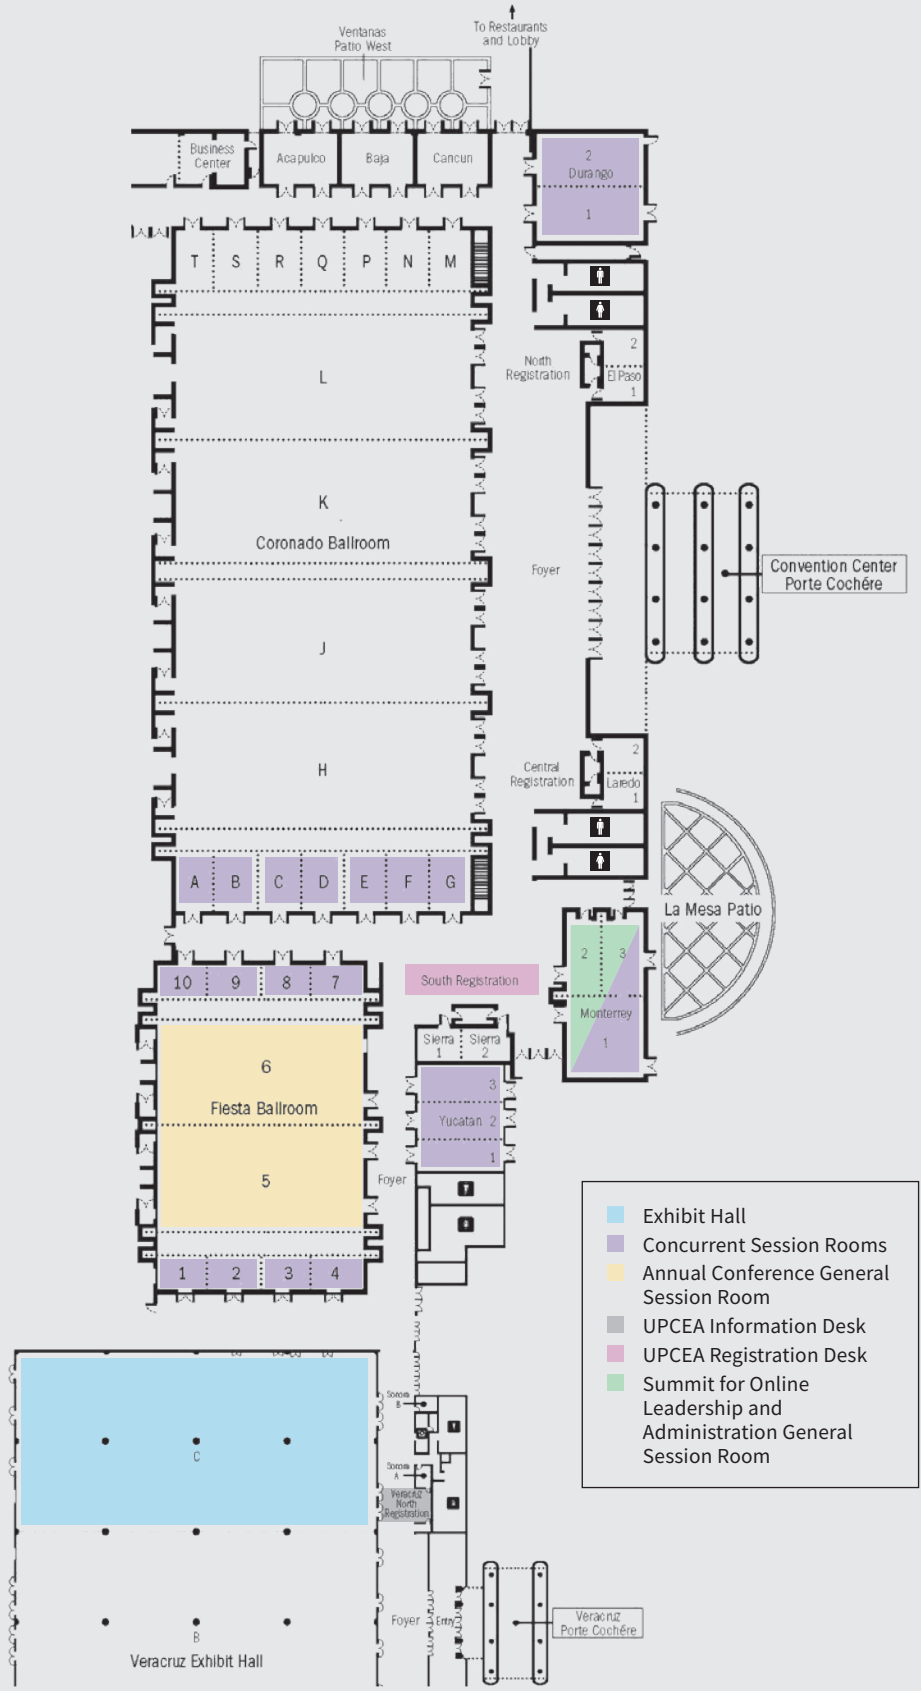 To Restaurants
and Lobby
Ventanas
Patio West
Business
Center
Acapulco
Baja
Cancun
2
Durango
1
T
S
R
Q
P
N
M
L
North
Registration
2
El Paso
1
K
Coronado Ballroom
Foyer
Convention Center
Porte Cochére
J
H
Central
Registration
2
Laredo
1
A
B
C
D
E
F
G
La Mesa Patio
2
3
Monterrey
1
South Registration
10
9
8
7
Sierra
1
Sierra
2
6
Fiesta Ballroom
5
3
Yucatan 2
1
Foyer
1
2
3
4
Exhibit Hall
Concurrent Session Rooms
Annual Conference General
Session Room
UPCEA Information Desk
UPCEA Registration Desk
Summit for Online
Leadership and
Administration General
Session Room
Sonora
B
C
Sonora
A
Veracruz
North
Registration
B
Veracruz Exhibit Hall
Foyer
Entry
Veracruz
Porte Cochére